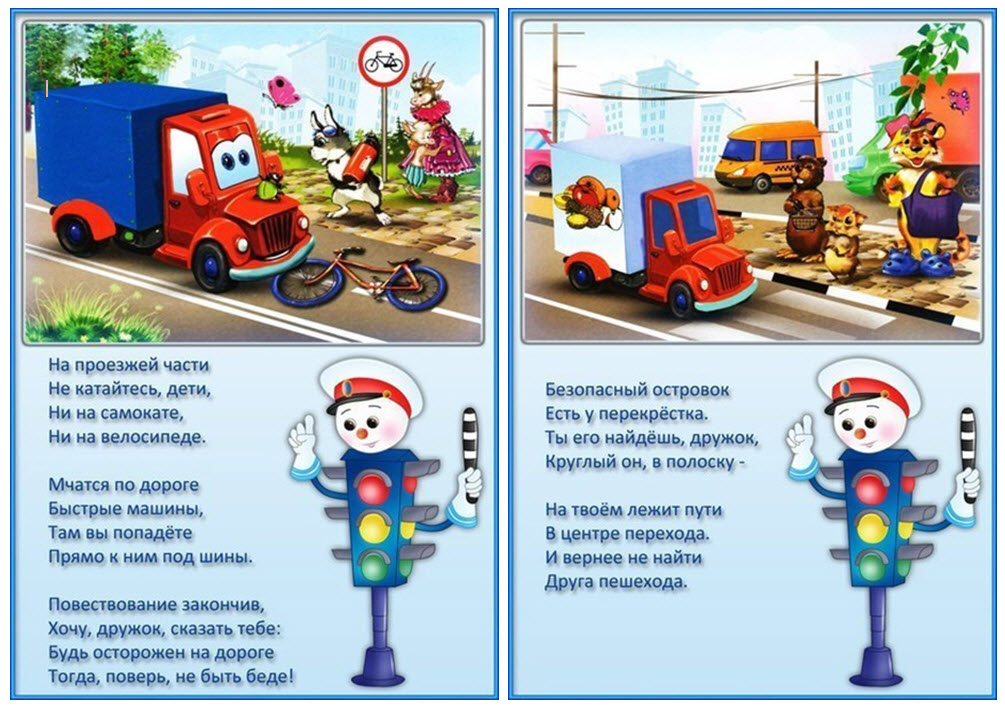 На проезжей части
Не катайтесь, дети,
Ни на самокате,
Ни на велосипеде.
Мчатся по дороге
Быстрые машины,
Там вы попадёте
Прямо к ним под шины.
Повествование закончив,
Хочу, дружок, сказать тебе:
Будь осторожен на дороге
Тогда, поверь, не быть беде!
Безопасный островок
Есть у перекрёстка.
Ты его найдёшь, дружок,
Круглый он, в полоску -
На твоём лежит пути
В центре перехода.
И вернее не найти
Друга пешехода.